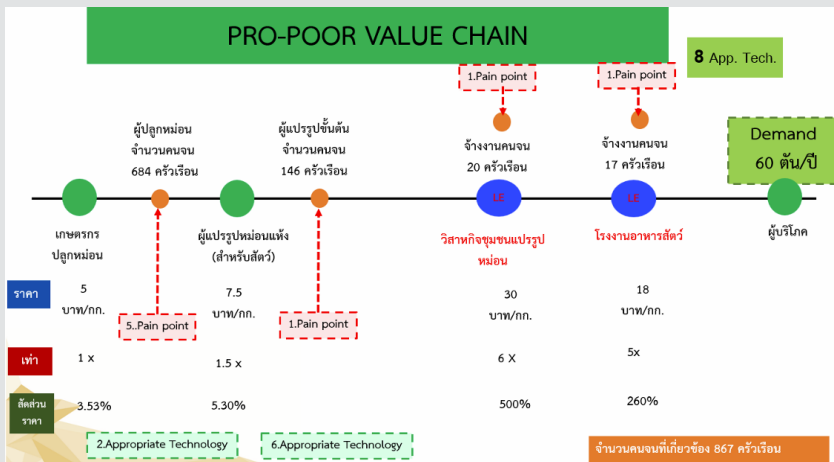 PRO-POOR VALUE CHAIN
8 App. Tech.
1.Pain point
1.Pain point
ผู้ปลูกหม่อน
จำนวนคนจน
684 ครัวเรือน
ผู้แปรรูปขั้นต้น
จำนวนคนจน
146 ครัวเรือน
จ้างงานคนจน
20 ครัวเรือน
จ้างงานคนจน
17 ครัวเรือน
Demand
60 ตัน/ปี
LE
LE
เกษตรกร
ปลูกหม่อน
ผู้แปรรูปหม่อนแห้ง
(สำหรับสัตว์)
วิสาหกิจชุมชนแปรรูป
หม่อน
โรงงานอาหารสัตว์
ผู้บริโภค
ราคา
5
บาท/กก.
7.5
บาท/กก.
30
บาท/กก.
18
บาท/กก.
5..Pain point
1.Pain point
เท่า
1 x
1.5 x
6 X
5x
สัดส่วน
ราคา
3.53%
5.30%
500%
260%
2.Appropriate Technology
6.Appropriate Technology
จำนวนคนจนที่เกี่ยวข้อง 867 ครัวเรือน